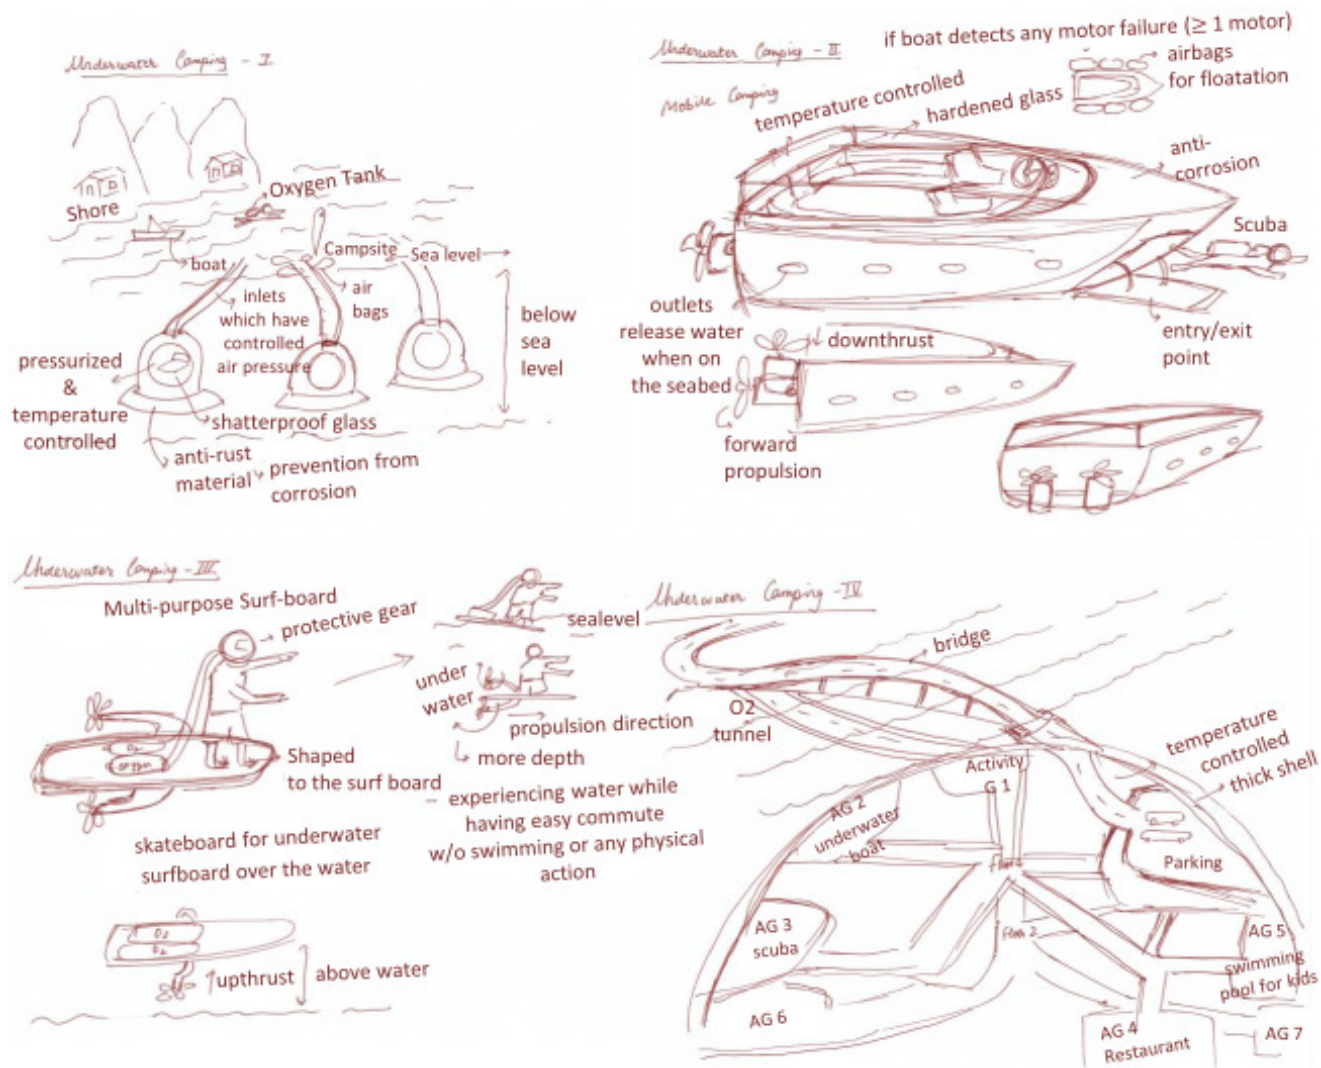 Underwater Camping - I
Shore
Oxygen Tank
boat
Campsite
Sea level
inlets
which have
controlled
air pressure
air
bags
below
sea
level
pressurized
&
temperature
controlled
shatterproof glass
anti-rust
material
prevention from
corrosion
Underwater Camping - II
Mobile Camping
if boat detects any motor failure (≥ 1 motor)
airbags
for floatation
temperature controlled
hardened glass
anti-
corrosion
Scuba
outlets
release water
when on
the seabed
downthrust
entry/exit
point
forward
propulsion
Underwater Camping - III
Multi-purpose Surf-board
protective gear
O2
Shaped
to the surf board
skateboard for underwater
surfboard over the water
sealevel
under
water
propulsion direction
more depth
- experiencing water while
having easy commute
w/o swimming or any physical
action
O2
O2
upthrust
above water
Underwater Camping - IV
bridge
O2
tunnel
temperature
controlled
thick shell
Activity
G 1
AG 2
underwater
boat
Parking
AG 3
scuba
Floor 2
AG 5
swimming
pool for kids
AG 6
AG 4
Restaurant
AG 7